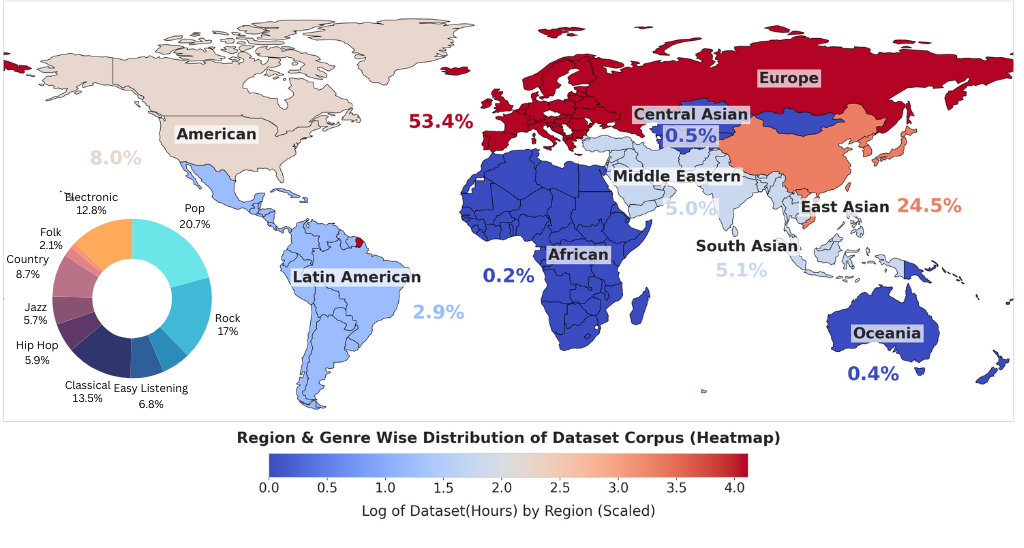 Europe
Central Asian
0.5%
53.4%
American
8.0%
Middle Eastern
5.0%
East Asian 24.5%
South Asian
5.1%
African
0.2%
Latin American
2.9%
Oceania
0.4%
Electronic
12.8%
Pop
20.7%
Folk
2.1%
Country
8.7%
Jazz
5.7%
Rock
17%
Hip Hop
5.9%
Classical
13.5%
Easy Listening
6.8%
Region & Genre Wise Distribution of Dataset Corpus (Heatmap)
0.0 0.5 1.0 1.5 2.0 2.5 3.0 3.5 4.0
Log of Dataset(Hours) by Region (Scaled)